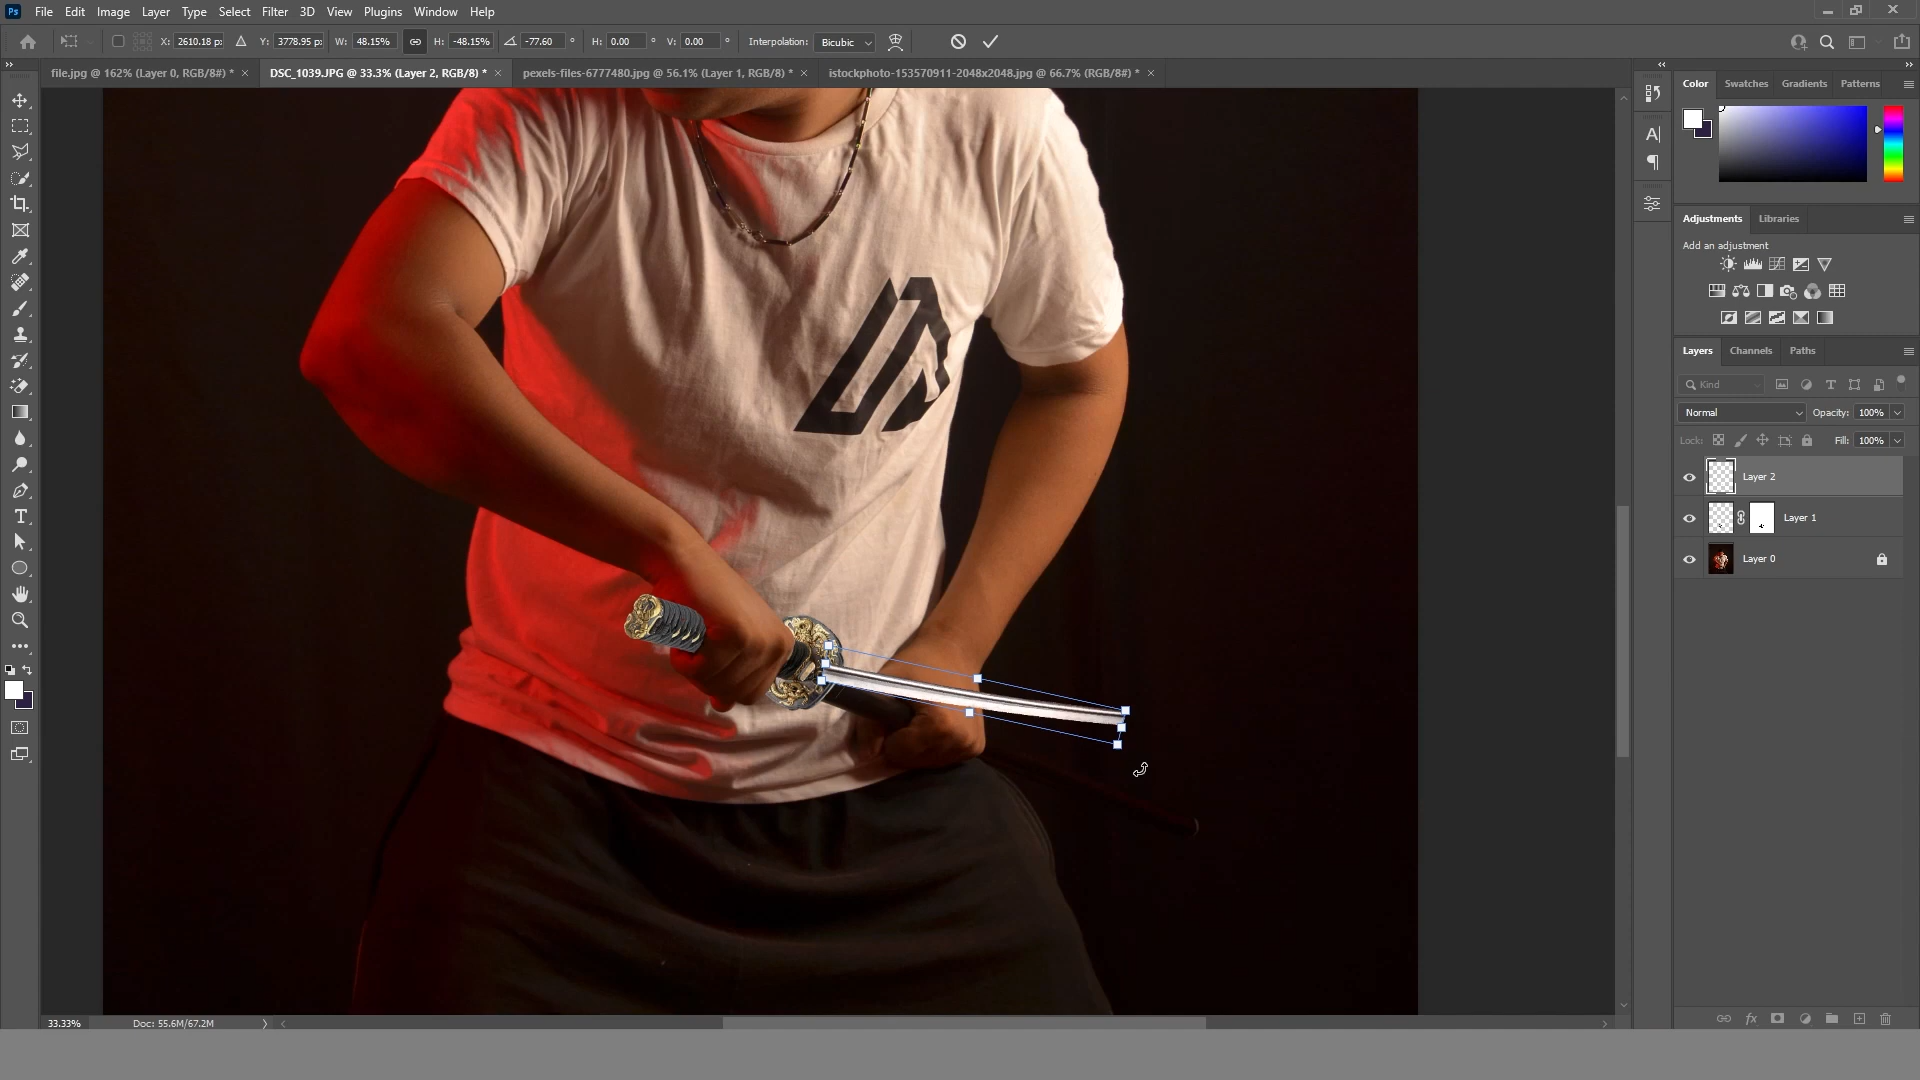 Ps File Edit Image Layer Type Select Filter 3D View Plugins Window Help
X: 2610.18 p: Y: 3778.95 p: W: 48.15% H: -48.15% -77.60 ° H: 0.00 ° V: 0.00 ° Interpolation: Bicubic
file.jpg @ 162% (Layer 0, RGB/8#) * × DSC_1039.JPG @ 33.3% (Layer 2, RGB/8) * × pexels-files-6777480.jpg @ 56.1% (Layer 1, RGB/8) * × istockphoto-153570911-2048x2048.jpg @ 66.7% (RGB/8#) * ×
Color Swatches Gradients Patterns
Adjustments Libraries
Add an adjustment
Layers Channels Paths
Kind
Normal Opacity: 100%
Lock: Fill: 100%
Layer 2
Layer 1
Layer 0
33.33% Doc: 55.6M/67.2M